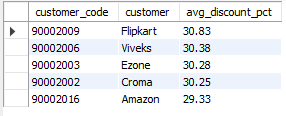 customer_code customer avg_discount_pct
90002009 Flipkart 30.83
90002006 Viveks 30.38
90002003 Ezone 30.28
90002002 Croma 30.25
90002016 Amazon 29.33